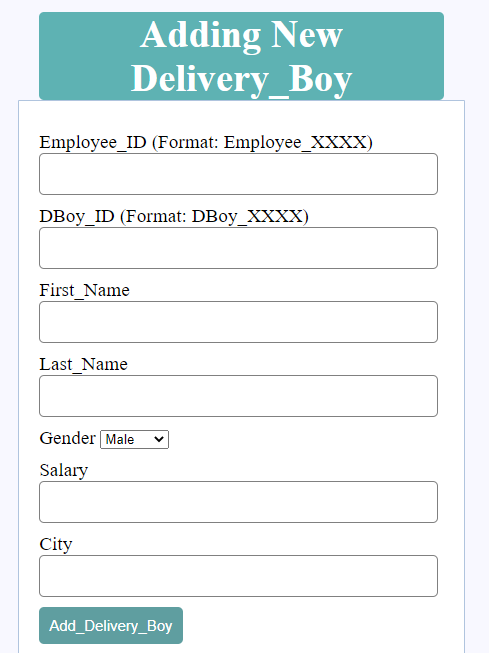 Adding New
Delivery_Boy
Employee_ID (Format: Employee_XXXX)
DBoy_ID (Format: DBoy_XXXX)
First_Name
Last_Name
Gender Male
Salary
City
Add_Delivery_Boy